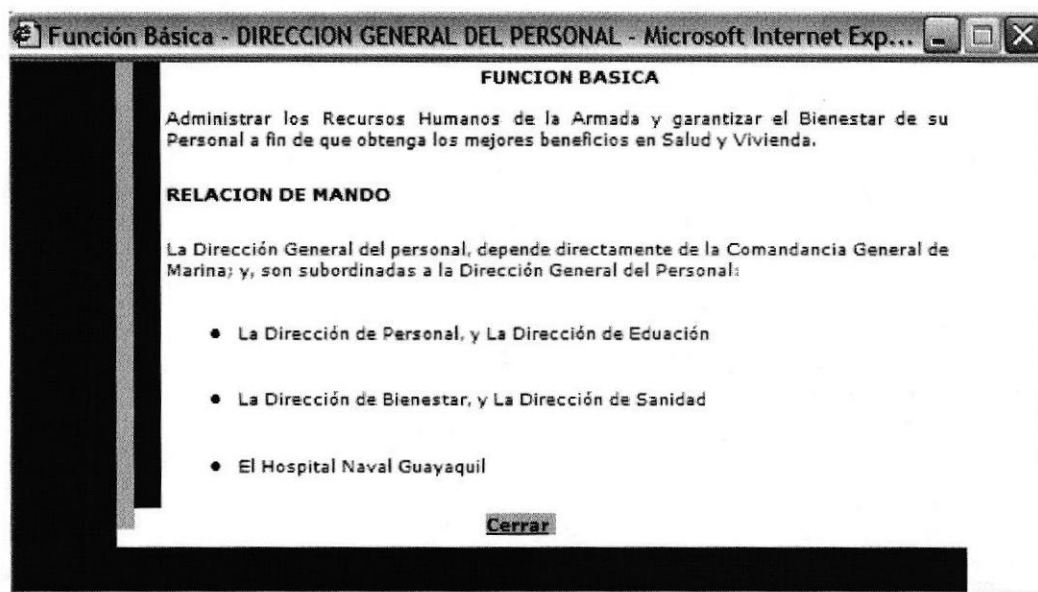 Función Básica - DIRECCION GENERAL DEL PERSONAL - Microsoft Internet Exp...
FUNCION BASICA
Administrar los Recursos Humanos de la Armada y garantizar el Bienestar de su
Personal a fin de que obtenga los mejores beneficios en Salud y Vivienda.
RELACION DE MANDO
La Dirección General del personal, depende directamente de la Comandancia General de
Marina; y, son subordinadas a la Dirección General del Personal:
● La Dirección de Personal, y La Dirección de Eduación
● La Dirección de Bienestar, y La Dirección de Sanidad
● El Hospital Naval Guayaquil
Cerrar